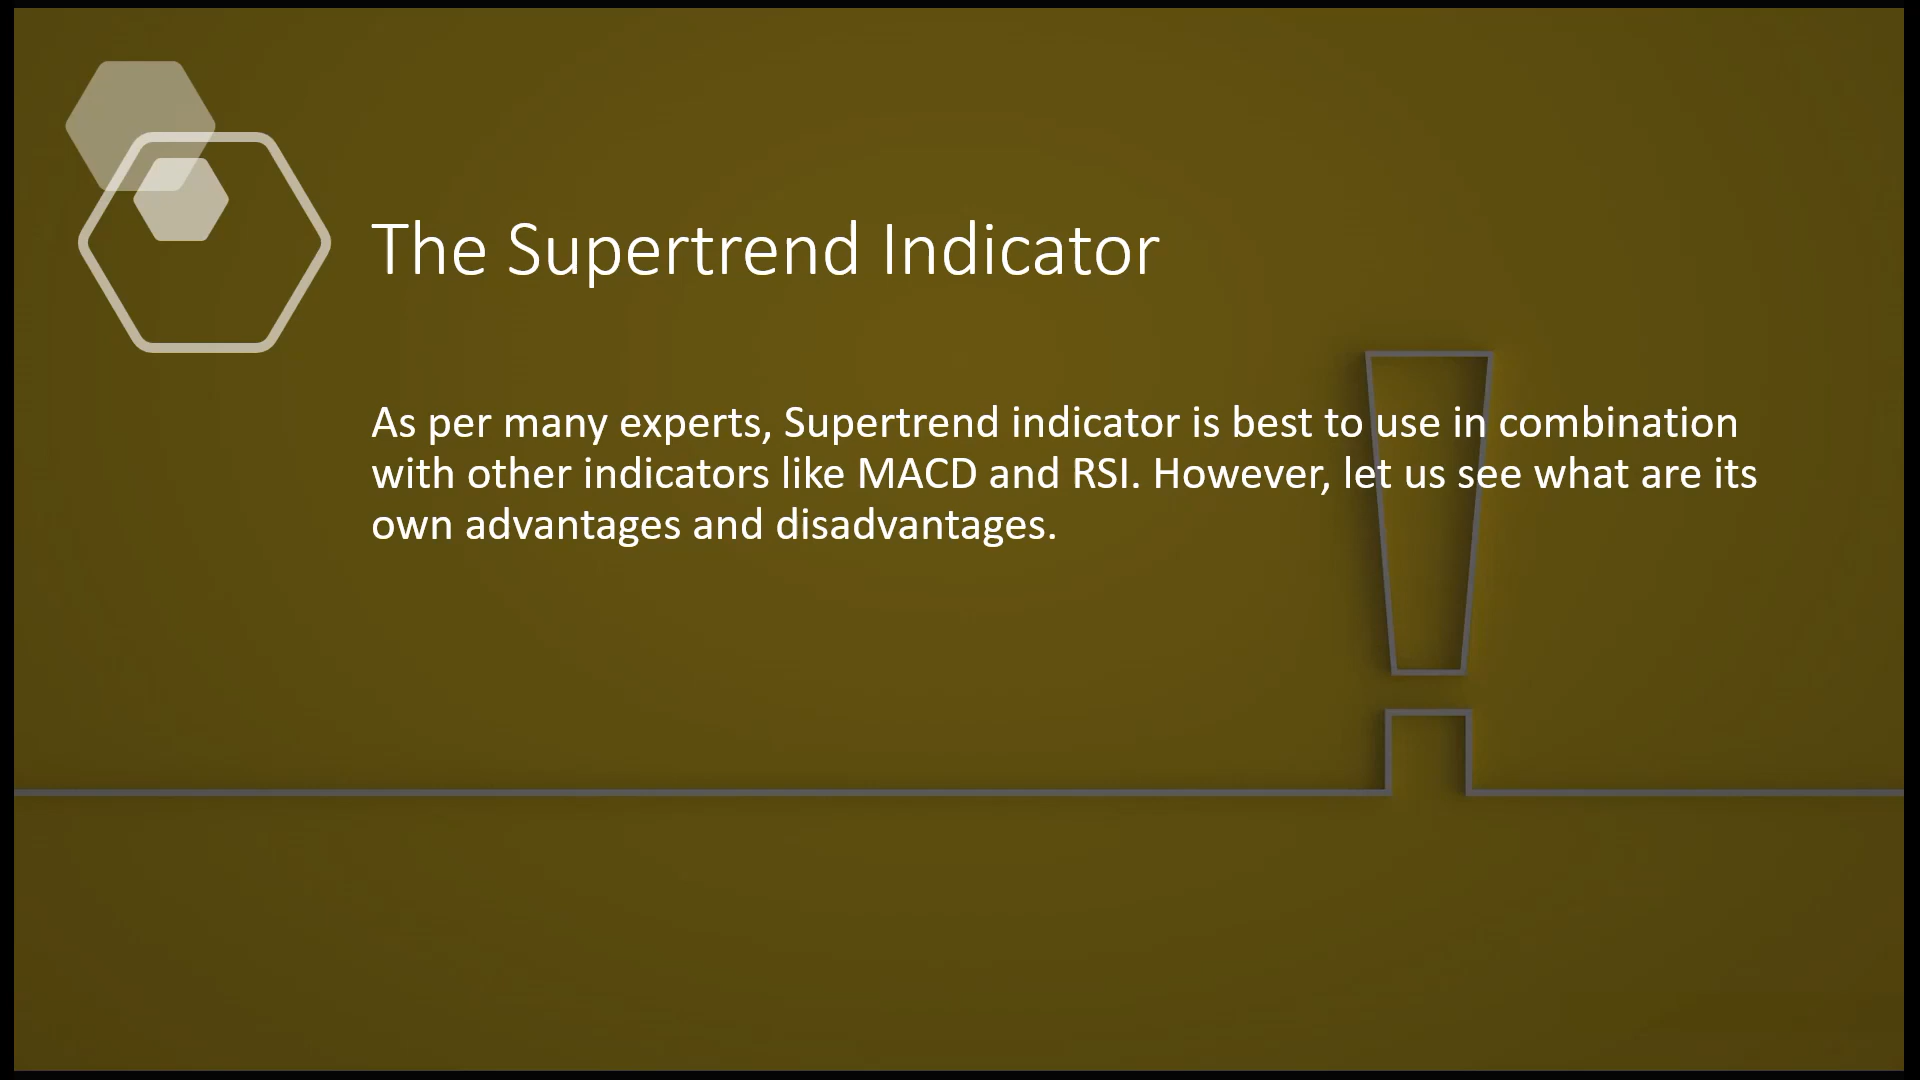 The Supertrend Indicator
As per many experts, Supertrend indicator is best to use in combination
with other indicators like MACD and RSI. However, let us see what are its
own advantages and disadvantages.